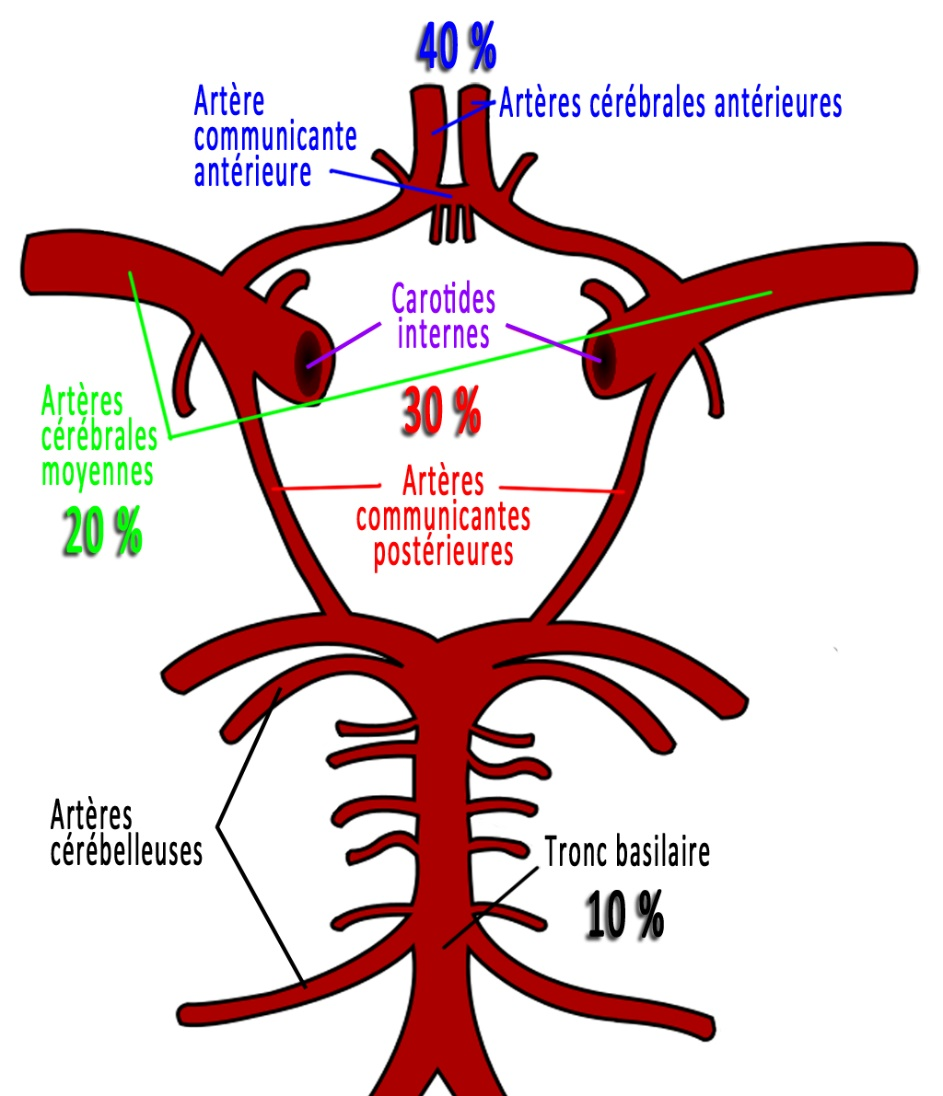 40 %
Artère
communicante
antérieure
Artères cérébrales antérieures
Carotides
internes
30 %
Artères
cérébrales
moyennes
20 %
Artères
communicantes
postérieures
Artères
cérébelleuses
Tronc basilaire
10 %